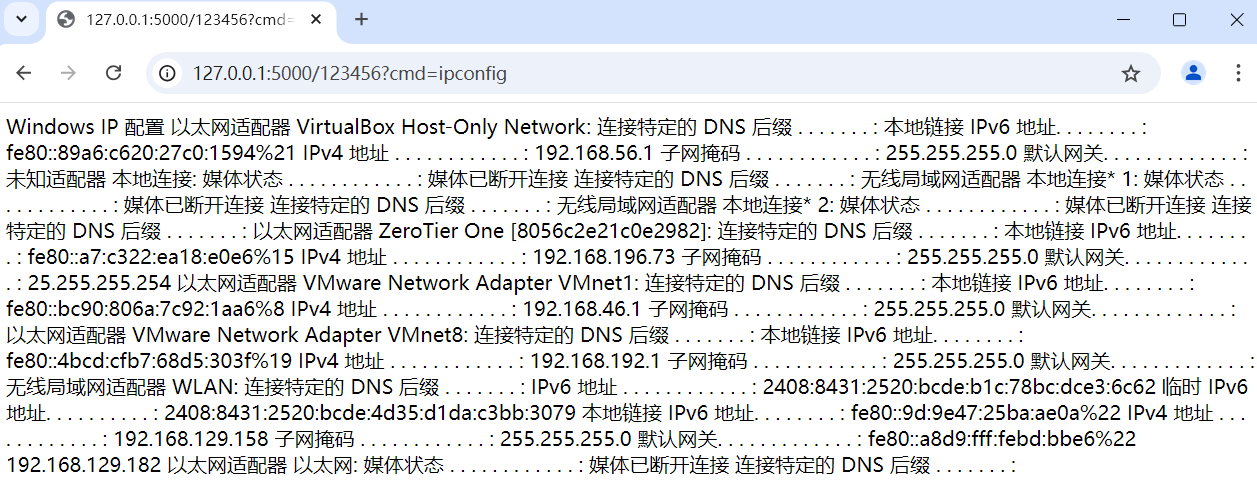 127.0.0.1:5000/123456?cmd=
127.0.0.1:5000/123456?cmd=ipconfig
Windows IP 配置 以太网适配器 VirtualBox Host-Only Network: 连接特定的 DNS 后缀 . . . . . . . : 本地链接 IPv6 地址. . . . . . . . :
fe80::89a6:c620:27c0:1594%21 IPv4 地址 . . . . . . . . . . . . : 192.168.56.1 子网掩码 . . . . . . . . . . . . : 255.255.255.0 默认网关. . . . . . . . . . . . . :
未知适配器 本地连接: 媒体状态 . . . . . . . . . . . . : 媒体已断开连接 连接特定的 DNS 后缀 . . . . . . . : 无线局域网适配器 本地连接* 1: 媒体状态 . .
. . . . . . . . . . : 媒体已断开连接 连接特定的 DNS 后缀 . . . . . . . : 无线局域网适配器 本地连接* 2: 媒体状态 . . . . . . . . . . . . : 媒体已断开连接 连接
特定的 DNS 后缀 . . . . . . . : 以太网适配器 ZeroTier One [8056c2e21c0e2982]: 连接特定的 DNS 后缀 . . . . . . . : 本地链接 IPv6 地址. . . . . . .
. : fe80::a7:c322:ea18:e0e6%15 IPv4 地址 . . . . . . . . . . . . : 192.168.196.73 子网掩码 . . . . . . . . . . . . : 255.255.255.0 默认网关. . . . . . . . . . . .
. : 25.255.255.254 以太网适配器 VMware Network Adapter VMnet1: 连接特定的 DNS 后缀 . . . . . . . : 本地链接 IPv6 地址. . . . . . . . :
fe80::bc90:806a:7c92:1aa6%8 IPv4 地址 . . . . . . . . . . . . : 192.168.46.1 子网掩码 . . . . . . . . . . . . : 255.255.255.0 默认网关. . . . . . . . . . . . . :
以太网适配器 VMware Network Adapter VMnet8: 连接特定的 DNS 后缀 . . . . . . . : 本地链接 IPv6 地址. . . . . . . . :
fe80::4bcd:cfb7:68d5:303f%19 IPv4 地址 . . . . . . . . . . . . : 192.168.192.1 子网掩码 . . . . . . . . . . . . : 255.255.255.0 默认网关. . . . . . . . . . . . . :
无线局域网适配器 WLAN: 连接特定的 DNS 后缀 . . . . . . . : IPv6 地址 . . . . . . . . . . . . : 2408:8431:2520:bcde:b1c:78bc:dce3:6c62 临时 IPv6
地址. . . . . . . . . . : 2408:8431:2520:bcde:4d35:d1da:c3bb:3079 本地链接 IPv6 地址. . . . . . . . : fe80::9d:9e47:25ba:ae0a%22 IPv4 地址 . . .
. . . . . . . . . : 192.168.129.158 子网掩码 . . . . . . . . . . . . : 255.255.255.0 默认网关. . . . . . . . . . . . . : fe80::a8d9:fff:febd:bbe6%22
192.168.129.182 以太网适配器 以太网: 媒体状态 . . . . . . . . . . . . : 媒体已断开连接 连接特定的 DNS 后缀 . . . . . . . :